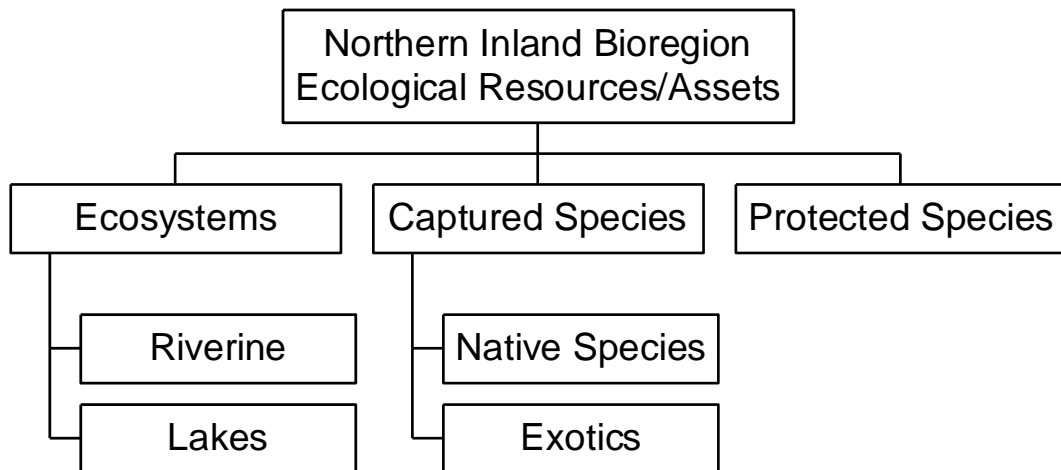 Northern Inland Bioregion
Ecological Resources/Assets
Ecosystems
Captured Species
Protected Species
Riverine
Native Species
Lakes
Exotics